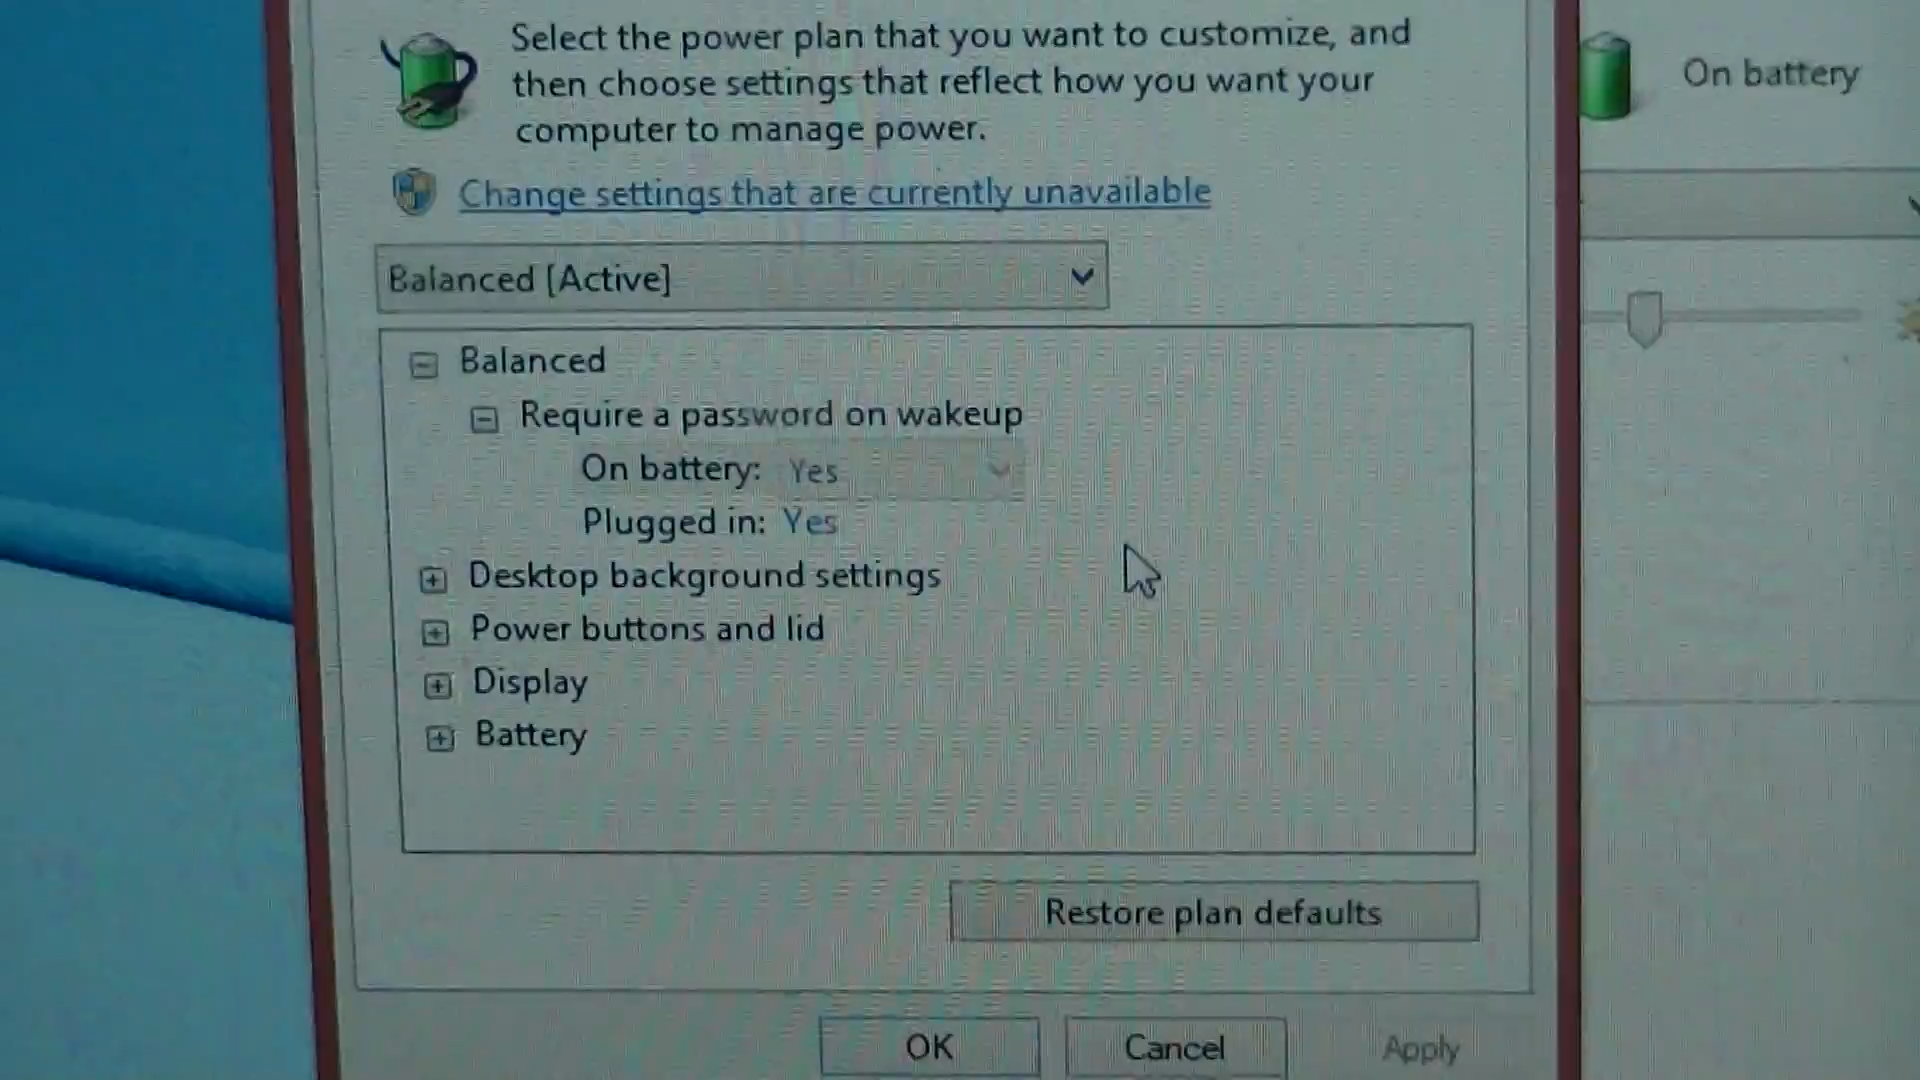 Select the power plan that you want to customize, and
then choose settings that reflect how you want your
computer to manage power.
On battery
Change settings that are currently unavailable
Balanced [Active]
Balanced
Require a password on wakeup
On battery: Yes
Plugged in: Yes
Desktop background settings
Power buttons and lid
Display
Battery
Restore plan defaults
OK
Cancel
Apply